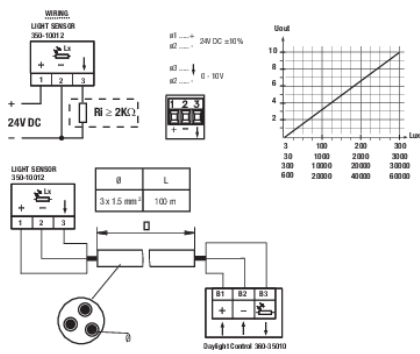 WIRING
LIGHT SENSOR
350-10012
Lx
+ -
1 2 3
+
-
24V DC
Ri ≥ 2KΩ
ø1 ..... +
ø2 ..... -
24V DC ±10%
ø3 .....
ø2 ..... -
0 - 10V
1 2 3
+ -
Uout
10
8
6
4
2
Lux
3 100 200 300
30 1000 2000 3000
300 10000 20000 30000
600 20000 40000 60000
LIGHT SENSOR
350-10012
Lx
+ -
1 2 3
Ø L
3 x 1.5 mm² 100 m
Ø
B1 B2 B3
+ -
Daylight Control 360-35010